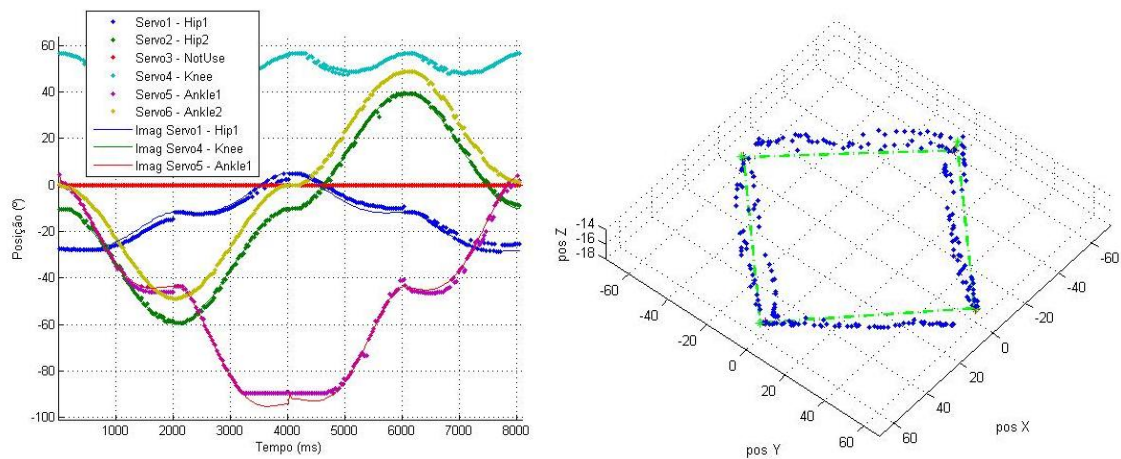 Servo1 - Hip1
Servo2 - Hip2
Servo3 - NotUse
Servo4 - Knee
Servo5 - Ankle1
Servo6 - Ankle2
Imag Servo1 - Hip1
Imag Servo4 - Knee
Imag Servo5 - Ankle1
60
40
20
0
-20
-40
-60
-80
-100
Posição (º)
0 1000 2000 3000 4000 5000 6000 7000 8000
Tempo (ms)
-14
-16
-18
pos Z
-60
-40
-20
0
20
40
60
pos Y
-60
-40
-20
0
20
40
60
pos X